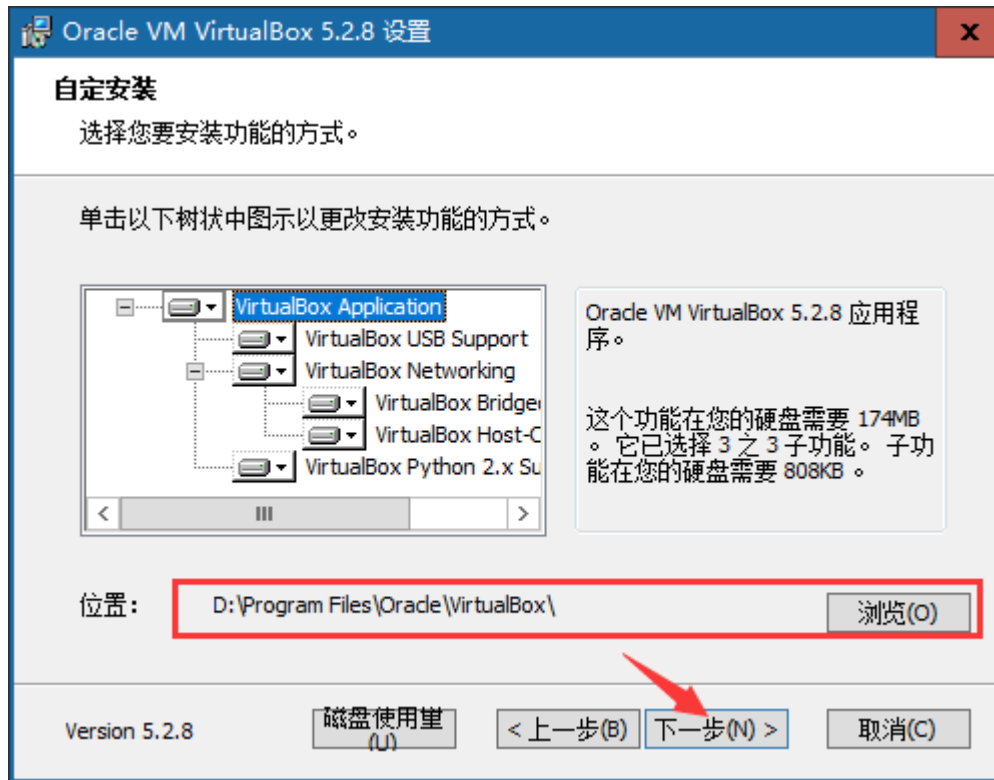 Oracle VM VirtualBox 5.2.8 设置
自定安装
选择您要安装功能的方式。
单击以下树状中图示以更改安装功能的方式。
VirtualBox Application
VirtualBox USB Support
VirtualBox Networking
VirtualBox Bridge
VirtualBox Host-C
VirtualBox Python 2.x Su
Oracle VM VirtualBox 5.2.8 应用程
序。
这个功能在您的硬盘需要 174MB
。它已选择 3 之 3 子功能。 子功
能在您的硬盘需要 808KB 。
位置: D:\Program Files\Oracle\VirtualBox\ 浏览(O)
Version 5.2.8 磁盘使用量(U) < 上一步(B) 下一步(N) > 取消(C)